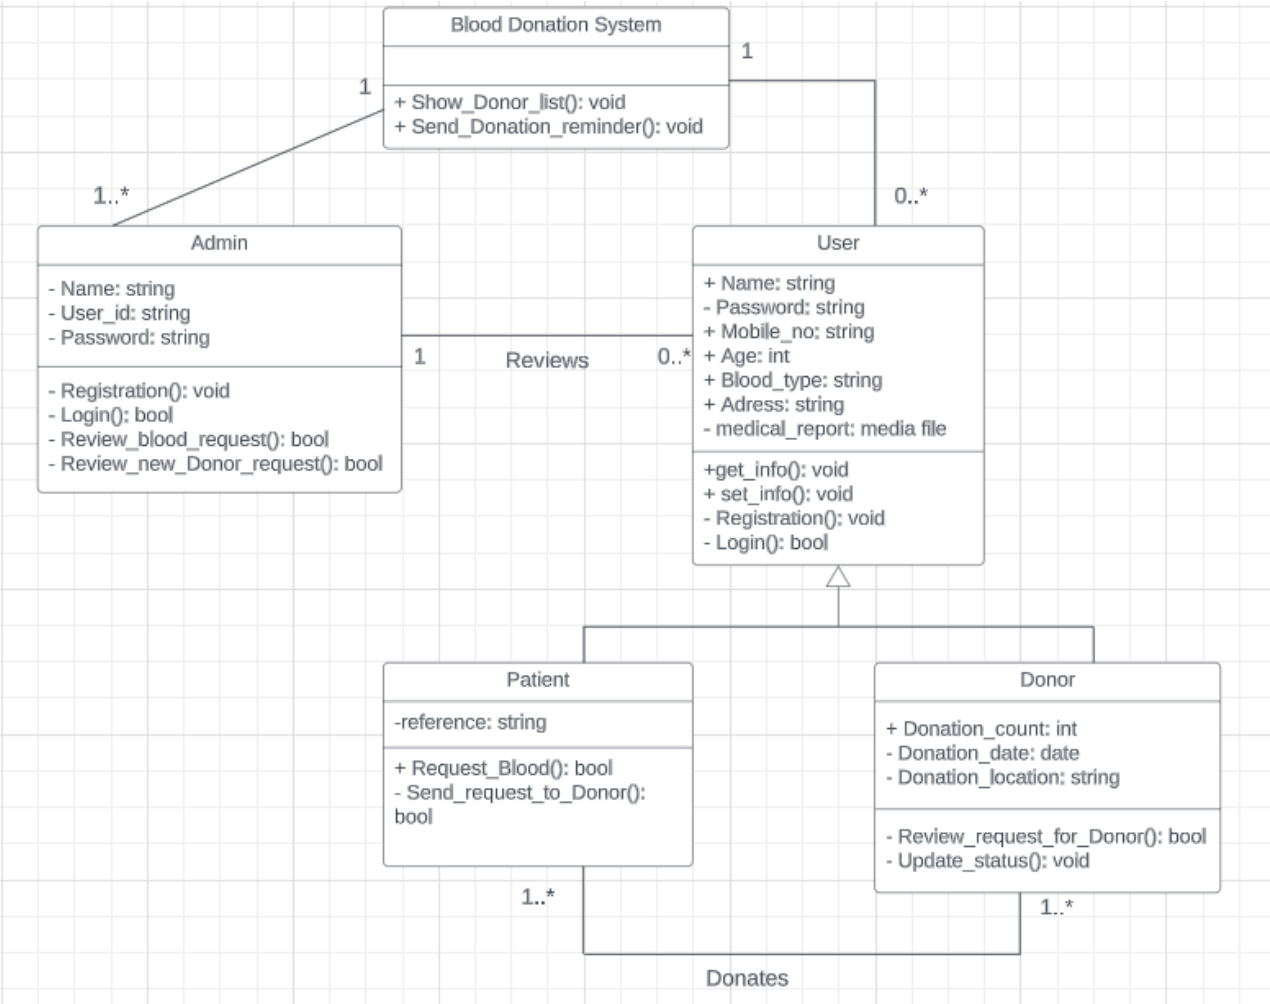 Blood Donation System
+ Show_Donor_list(): void
+ Send_Donation_reminder(): void
1
1
1..*
0..*
Admin
- Name: string
- User_id: string
- Password: string
- Registration(): void
- Login(): bool
- Review_blood_request(): bool
- Review_new_Donor_request(): bool
1
Reviews
0..*
User
+ Name: string
- Password: string
+ Mobile_no: string
+ Age: int
+ Blood_type: string
+ Adress: string
- medical_report: media file
+get_info(): void
+ set_info(): void
- Registration(): void
- Login(): bool
Patient
-reference: string
+ Request_Blood(): bool
- Send_request_to_Donor():
bool
Donor
+ Donation_count: int
- Donation_date: date
- Donation_location: string
- Review_request_for_Donor(): bool
- Update_status(): void
1..*
1..*
Donates